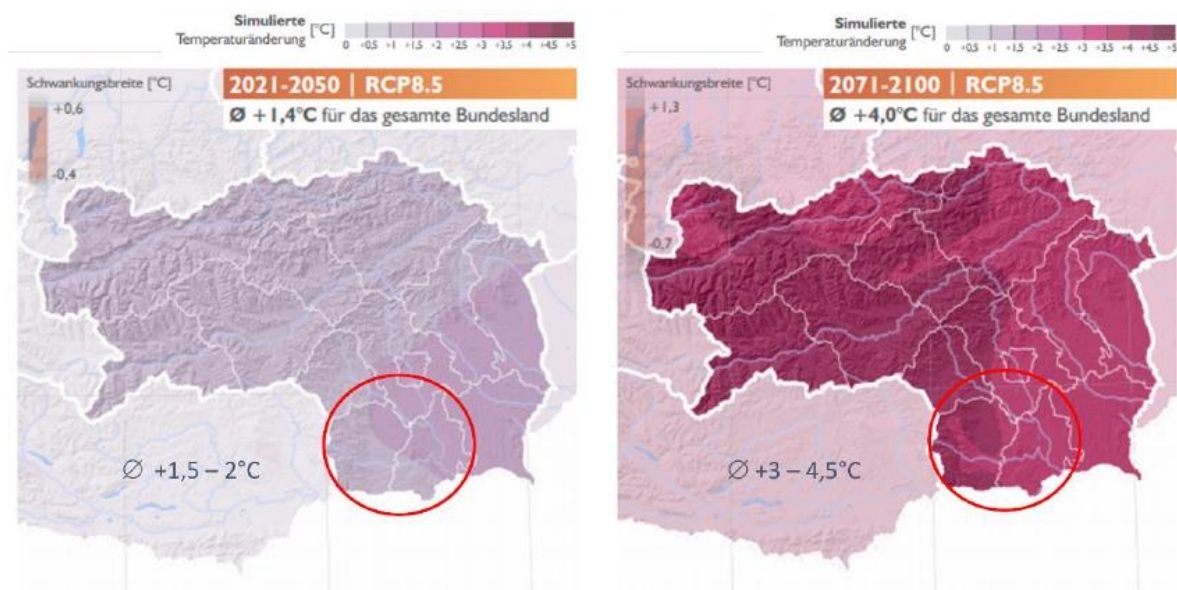 Simulierte
Temperaturänderung [°C]
0 +0,5 +1 +1,5 +2 +2,5 +3 +3,5 +4 +4,5 +5
Schwankungsbreite [°C]
+0,6
-0,4
2021-2050 | RCP8.5
Ø +1,4°C für das gesamte Bundesland
∅ +1,5 – 2°C
Simulierte
Temperaturänderung [°C]
0 +0,5 +1 +1,5 +2 +2,5 +3 +3,5 +4 +4,5 +5
Schwankungsbreite [°C]
+1,3
-0,7
2071-2100 | RCP8.5
Ø +4,0°C für das gesamte Bundesland
∅ +3 – 4,5°C